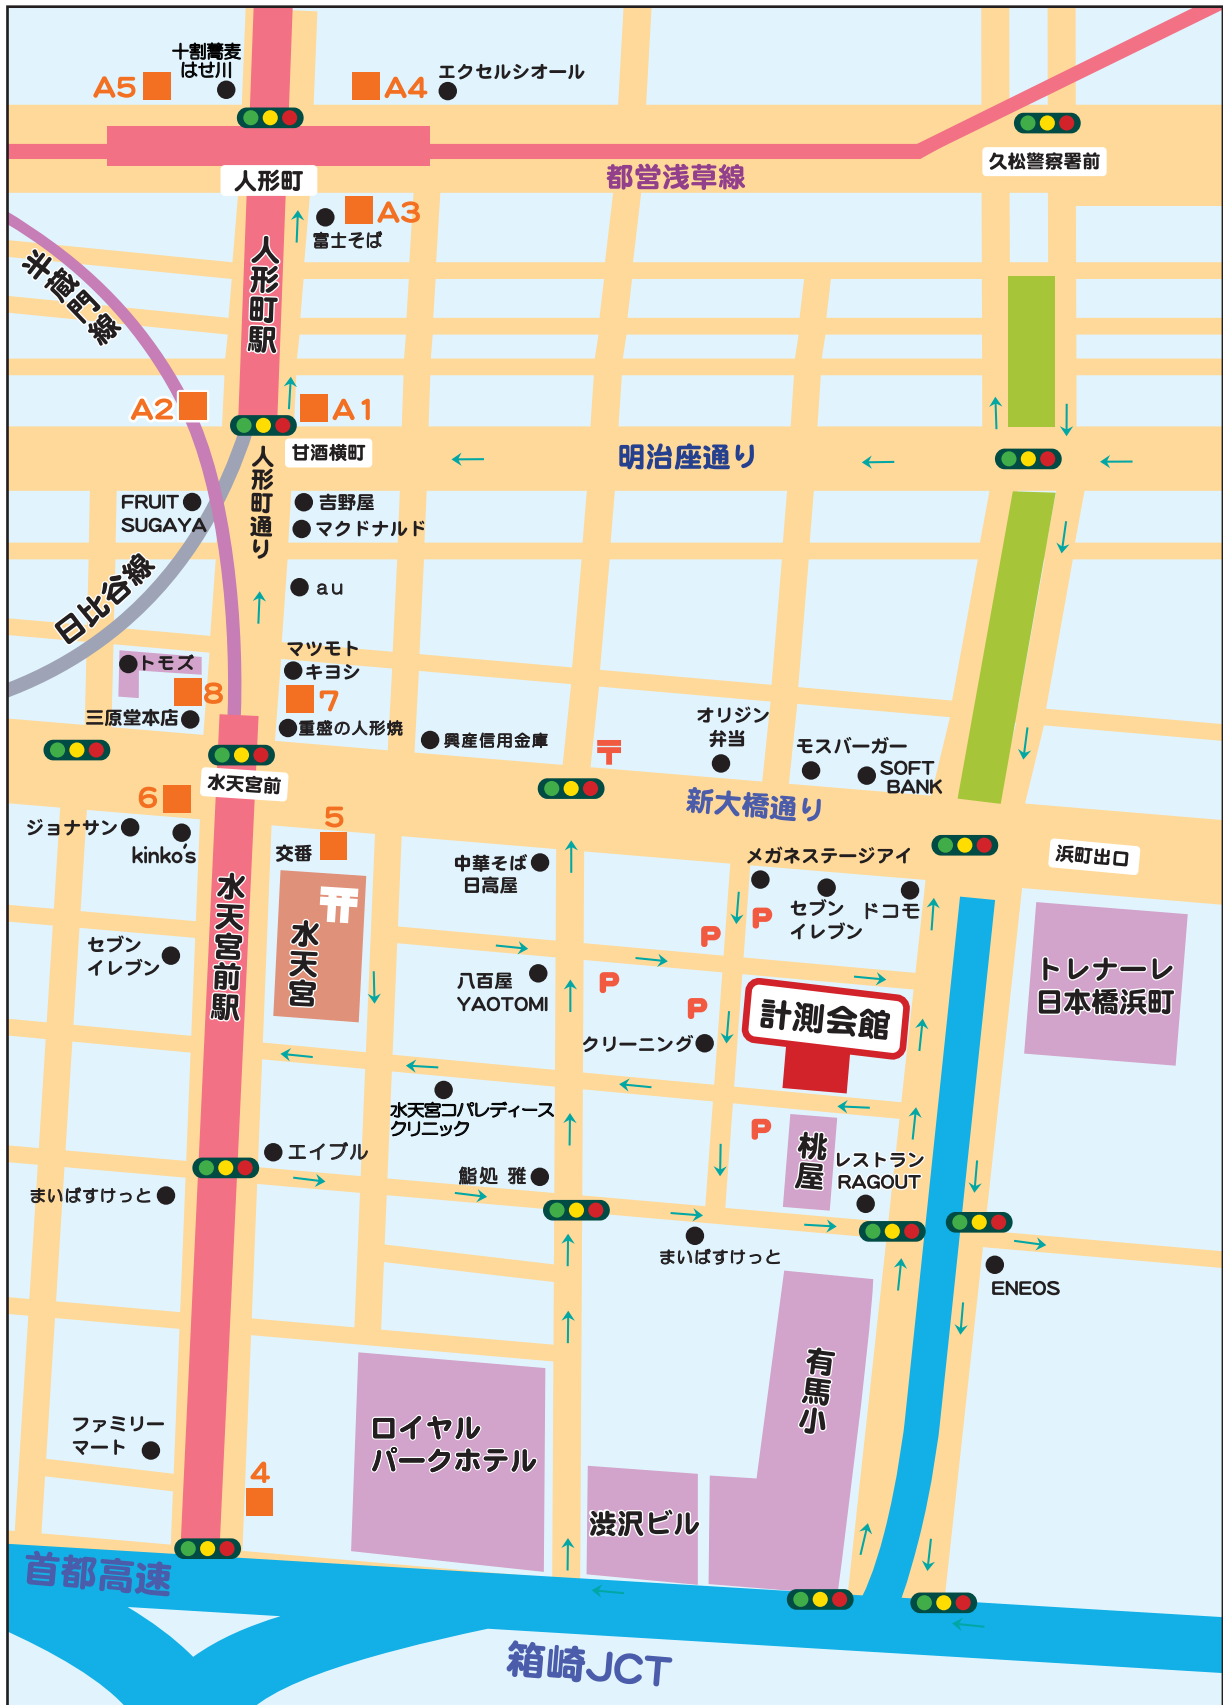 十割蕎麦
はせ川
A5
A4
エクセルシオール
久松警察署前
人形町
都営浅草線
A3
富士そば
人形町駅
半蔵門線
A2
A1
甘酒横町
明治座通り
人形町通り
FRUIT
SUGAYA
吉野屋
マクドナルド
日比谷線
au
マツモト
キヨシ
トモズ
8
7
三原堂本店
重盛の人形焼
興産信用金庫
〒
オリジン
弁当
モスバーガー
SOFT
BANK
水天宮前
新大橋通り
6
5
ジョナサン
kinko's
交番
中華そば
日高屋
メガネステージアイ
浜町出口
セブン
イレブン
ドコモ
水天宮前駅
水天宮
セブン
イレブン
P
P
P
P
八百屋
YAOTOMI
トレナーレ
日本橋浜町
計測会館
クリーニング
水天宮コパレディース
クリニック
P
桃屋
エイブル
レストラン
RAGOUT
鮨処 雅
まいばすけっと
まいばすけっと
ENEOS
有馬小
ファミリー
マート
ロイヤル
パークホテル
4
渋沢ビル
首都高速
箱崎JCT